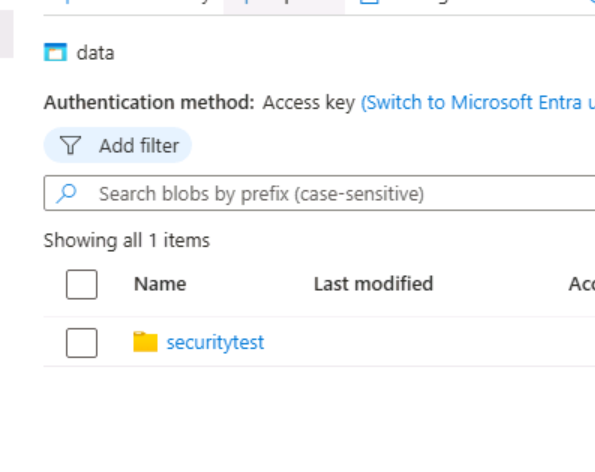 data
Authentication method: Access key (Switch to Microsoft Entra u
Add filter
Search blobs by prefix (case-sensitive)
Showing all 1 items
Name Last modified Acc
securitytest